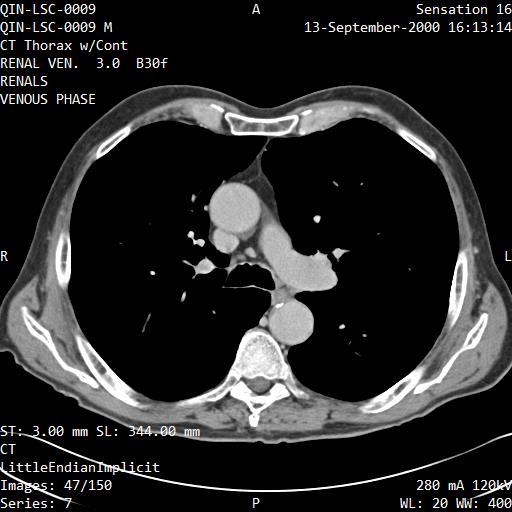 QIN-LSC-0009
A
Sensation 16
QIN-LSC-0009 M
13-September-2000 16:13:14
CT Thorax w/Cont
RENAL VEN.  3.0  B30f
RENALS
VENOUS PHASE
R
L
ST: 3.00 mm SL: 344.00 mm
CT
LittleEndianImplicit
Images: 47/150
280 mA 120kV
Series: 7
P
WL: 20 WW: 400